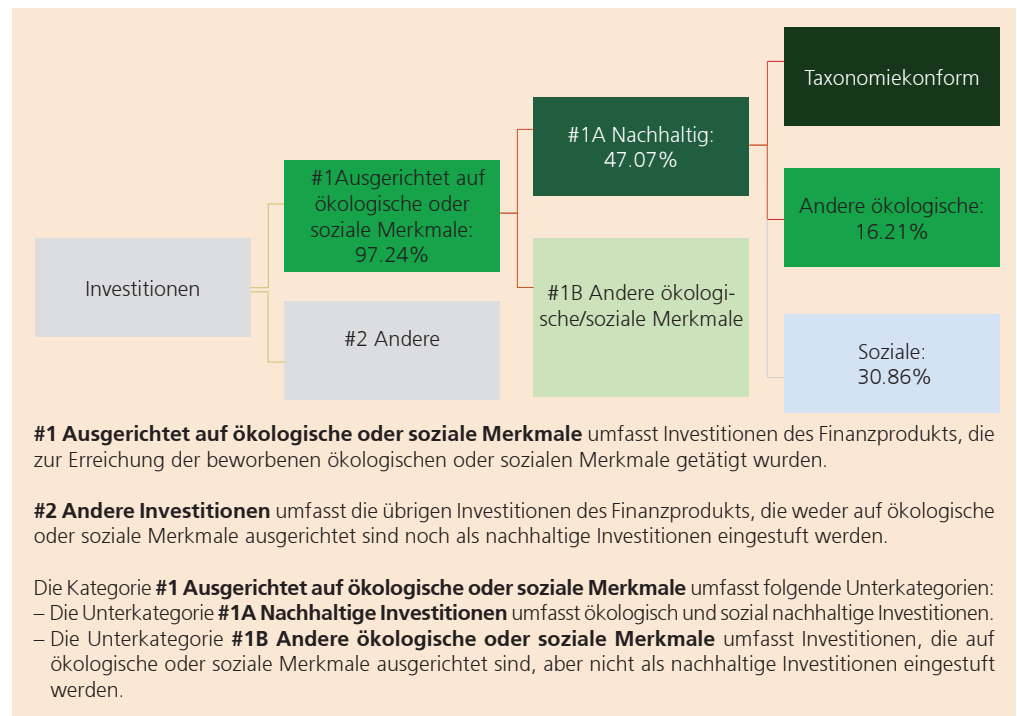 Taxonomiekonform
#1A Nachhaltig:
47.07%
#1Ausgerichtet auf
ökologische oder
soziale Merkmale:
97.24%
Andere ökologische:
16.21%
Investitionen
#1B Andere ökologi-
sche/soziale Merkmale
#2 Andere
Soziale:
30.86%
#1 Ausgerichtet auf ökologische oder soziale Merkmale umfasst Investitionen des Finanzprodukts, die
zur Erreichung der beworbenen ökologischen oder sozialen Merkmale getätigt wurden.
#2 Andere Investitionen umfasst die übrigen Investitionen des Finanzprodukts, die weder auf ökologische
oder soziale Merkmale ausgerichtet sind noch als nachhaltige Investitionen eingestuft werden.
Die Kategorie #1 Ausgerichtet auf ökologische oder soziale Merkmale umfasst folgende Unterkategorien:
– Die Unterkategorie #1A Nachhaltige Investitionen umfasst ökologisch und sozial nachhaltige Investitionen.
– Die Unterkategorie #1B Andere ökologische oder soziale Merkmale umfasst Investitionen, die auf
ökologische oder soziale Merkmale ausgerichtet sind, aber nicht als nachhaltige Investitionen eingestuft
werden.